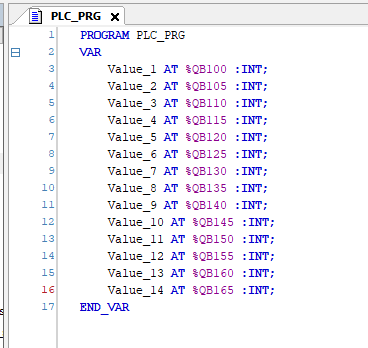 PLC_PRG
1 PROGRAM PLC_PRG
2 VAR
3 Value_1 AT %QB100 :INT;
4 Value_2 AT %QB105 :INT;
5 Value_3 AT %QB110 :INT;
6 Value_4 AT %QB115 :INT;
7 Value_5 AT %QB120 :INT;
8 Value_6 AT %QB125 :INT;
9 Value_7 AT %QB130 :INT;
10 Value_8 AT %QB135 :INT;
11 Value_9 AT %QB140 :INT;
12 Value_10 AT %QB145 :INT;
13 Value_11 AT %QB150 :INT;
14 Value_12 AT %QB155 :INT;
15 Value_13 AT %QB160 :INT;
16 Value_14 AT %QB165 :INT;
17 END_VAR